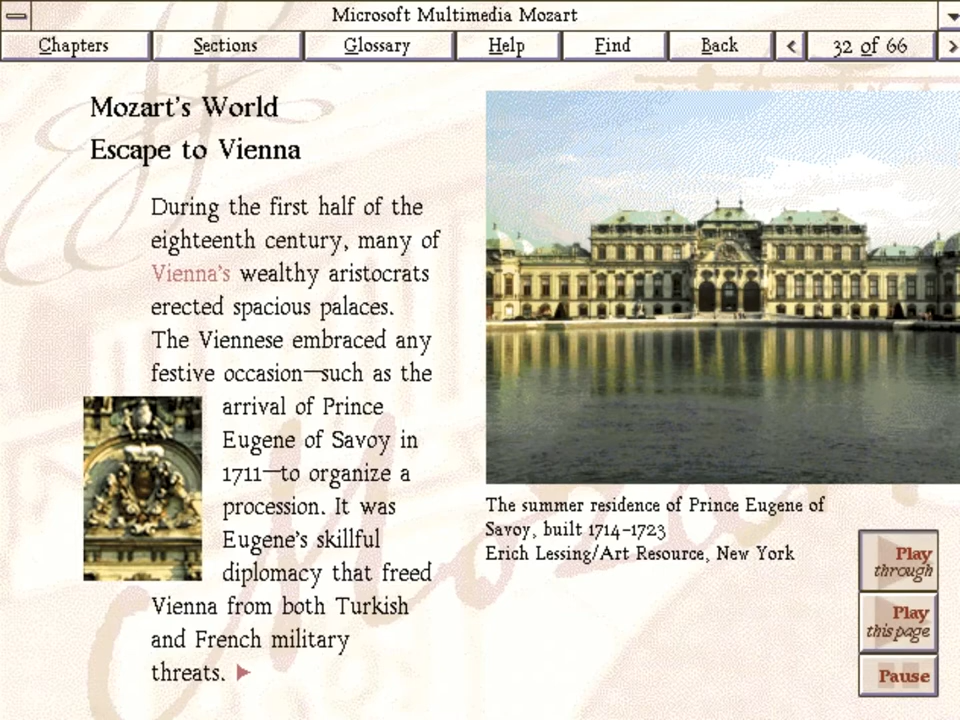 Microsoft Multimedia Mozart
Chapters Sections Glossary Help Find Back < 32 of 66 >
Mozart's World
Escape to Vienna
During the first half of the
eighteenth century, many of
Vienna's wealthy aristocrats
erected spacious palaces.
The Viennese embraced any
festive occasion—such as the
arrival of Prince
Eugene of Savoy in
1711—to organize a
procession. It was
Eugene's skillful
diplomacy that freed
Vienna from both Turkish
and French military
threats.
The summer residence of Prince Eugene of
Savoy, built 1714–1723
Erich Lessing/Art Resource, New York
Play
through
Play
this page
Pause